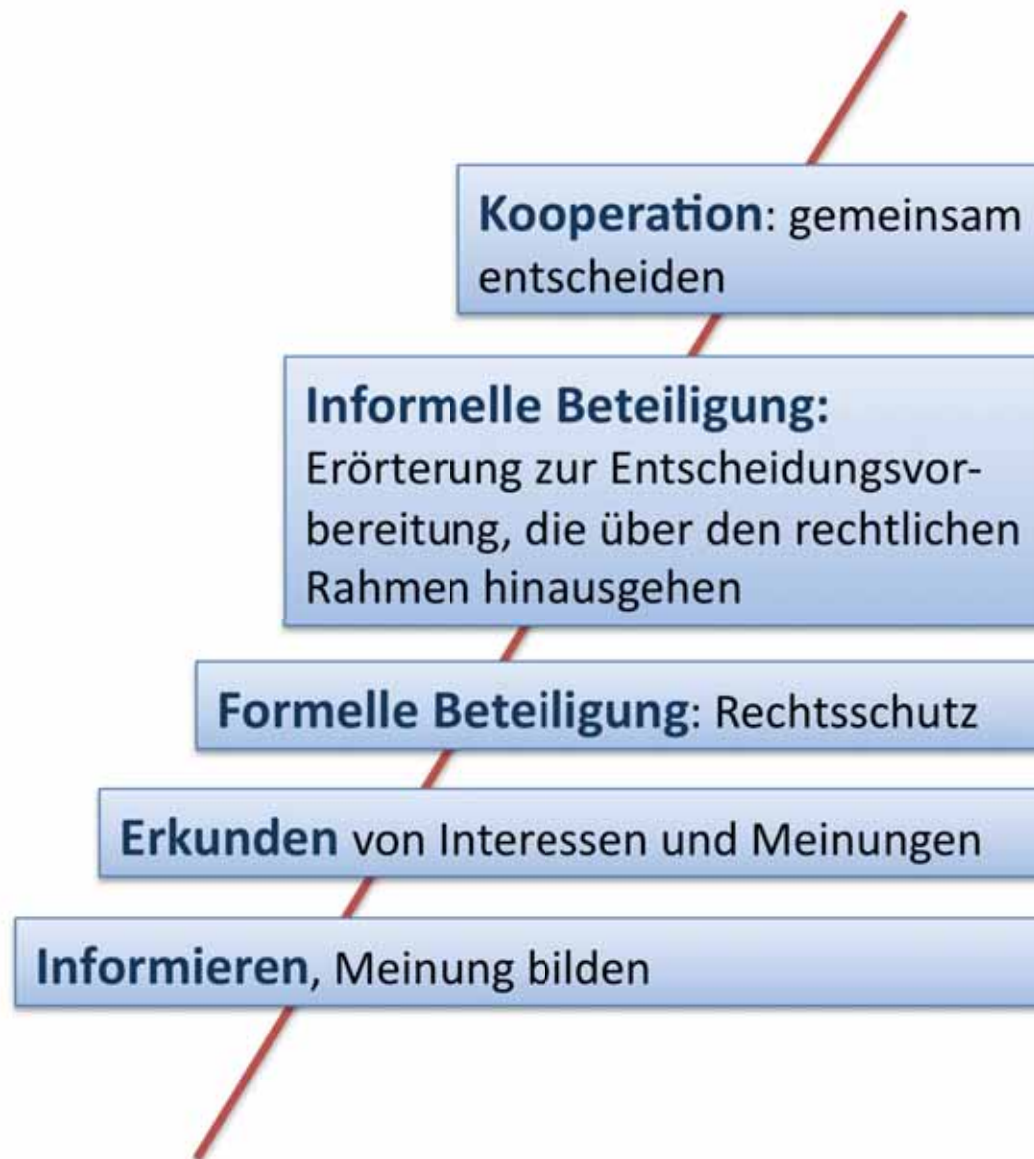 Kooperation: gemeinsam
entscheiden
Informelle Beteiligung:
Erörterung zur Entscheidungsvor-
bereitung, die über den rechtlichen
Rahmen hinausgehen
Formelle Beteiligung: Rechtsschutz
Erkunden von Interessen und Meinungen
Informieren, Meinung bilden